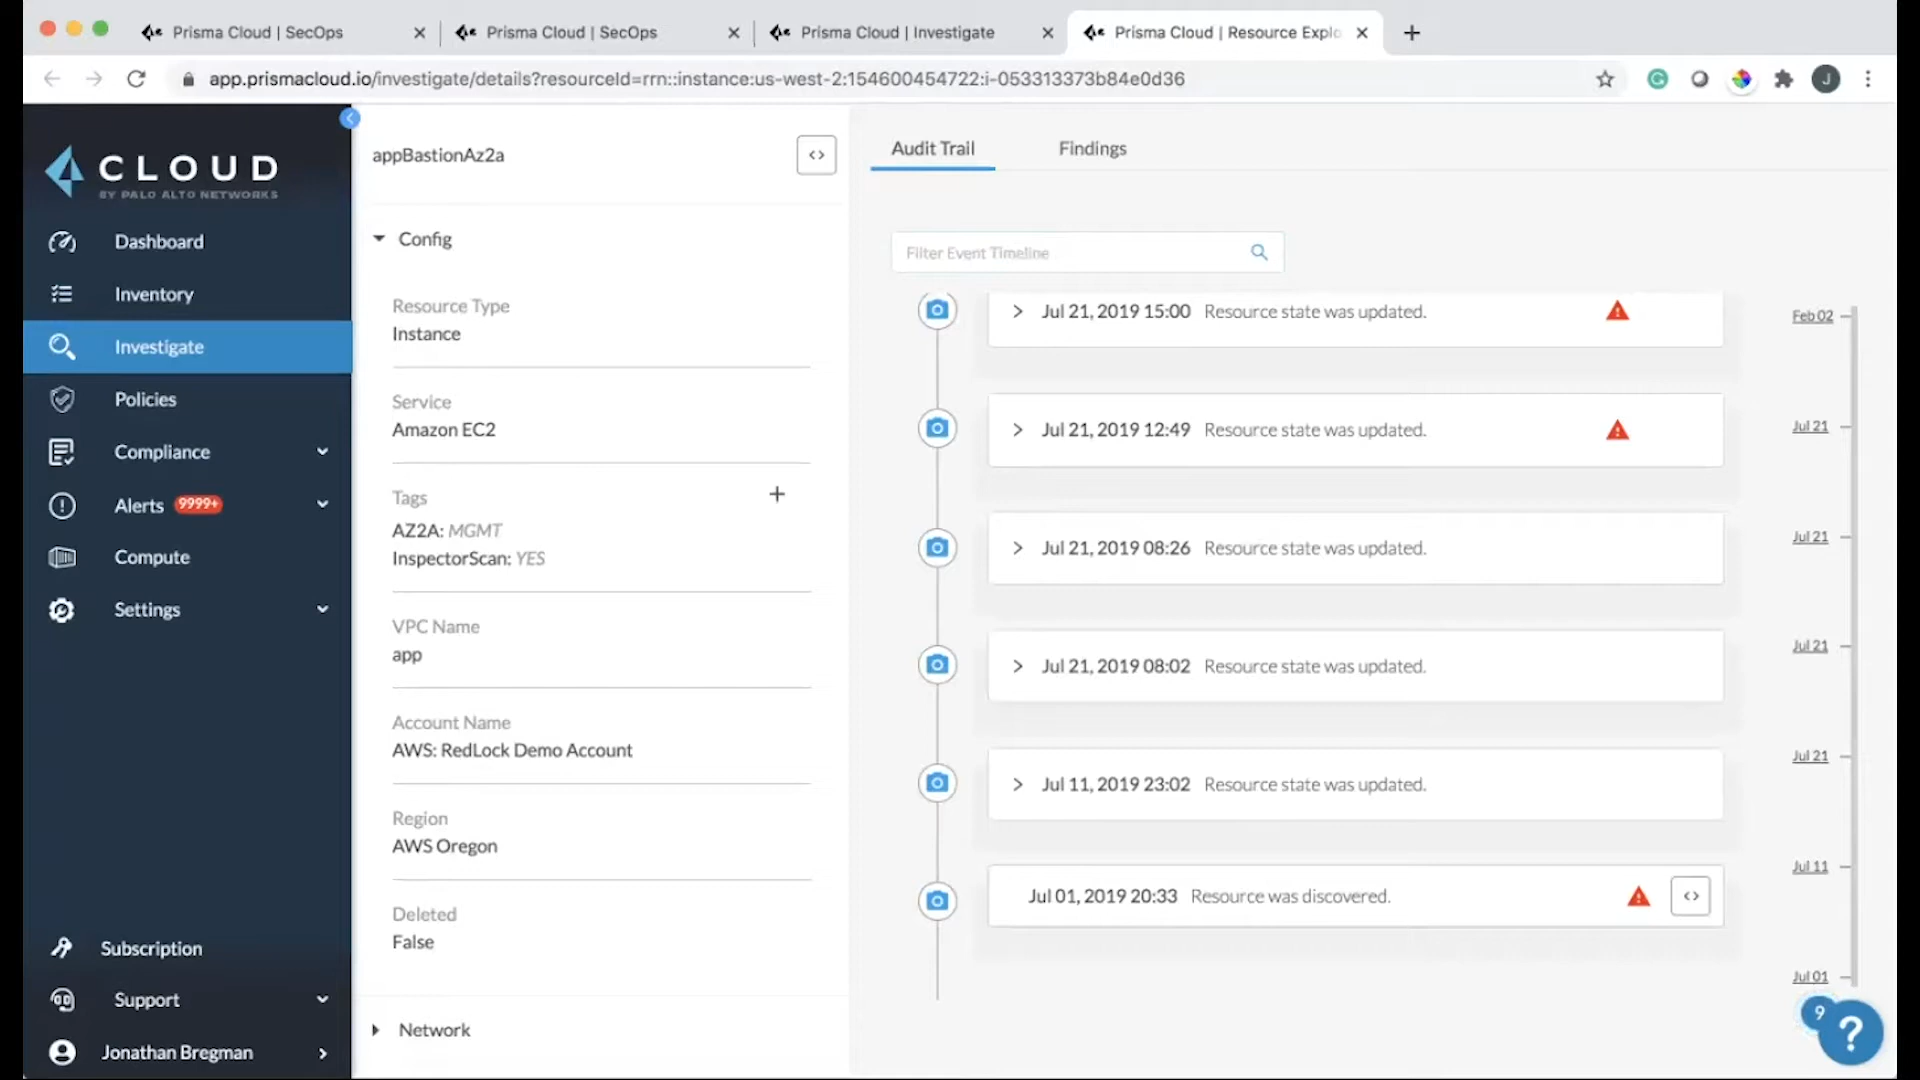 Prisma Cloud | SecOps
Prisma Cloud | SecOps
Prisma Cloud | Investigate
Prisma Cloud | Resource Explo
app.prismacloud.io/investigate/details?resourceId=rrn::instance:us-west-2:154600454722:i-053313373b84e0d36
J
CLOUD
BY PALO ALTO NETWORKS
Dashboard
Inventory
Investigate
Policies
Compliance
Alerts 9999+
Compute
Settings
Subscription
Support
Jonathan Bregman
appBastionAz2a
Config
Resource Type
Instance
Service
Amazon EC2
Tags
AZ2A: MGMT
InspectorScan: YES
VPC Name
app
Account Name
AWS: RedLock Demo Account
Region
AWS Oregon
Deleted
False
Network
Audit Trail
Findings
Filter Event Timeline
Jul 21, 2019 15:00 Resource state was updated.
Jul 21, 2019 12:49 Resource state was updated.
Jul 21, 2019 08:26 Resource state was updated.
Jul 21, 2019 08:02 Resource state was updated.
Jul 11, 2019 23:02 Resource state was updated.
Jul 01, 2019 20:33 Resource was discovered.
Feb 02
Jul 21
Jul 21
Jul 21
Jul 21
Jul 11
Jul 01
9
?